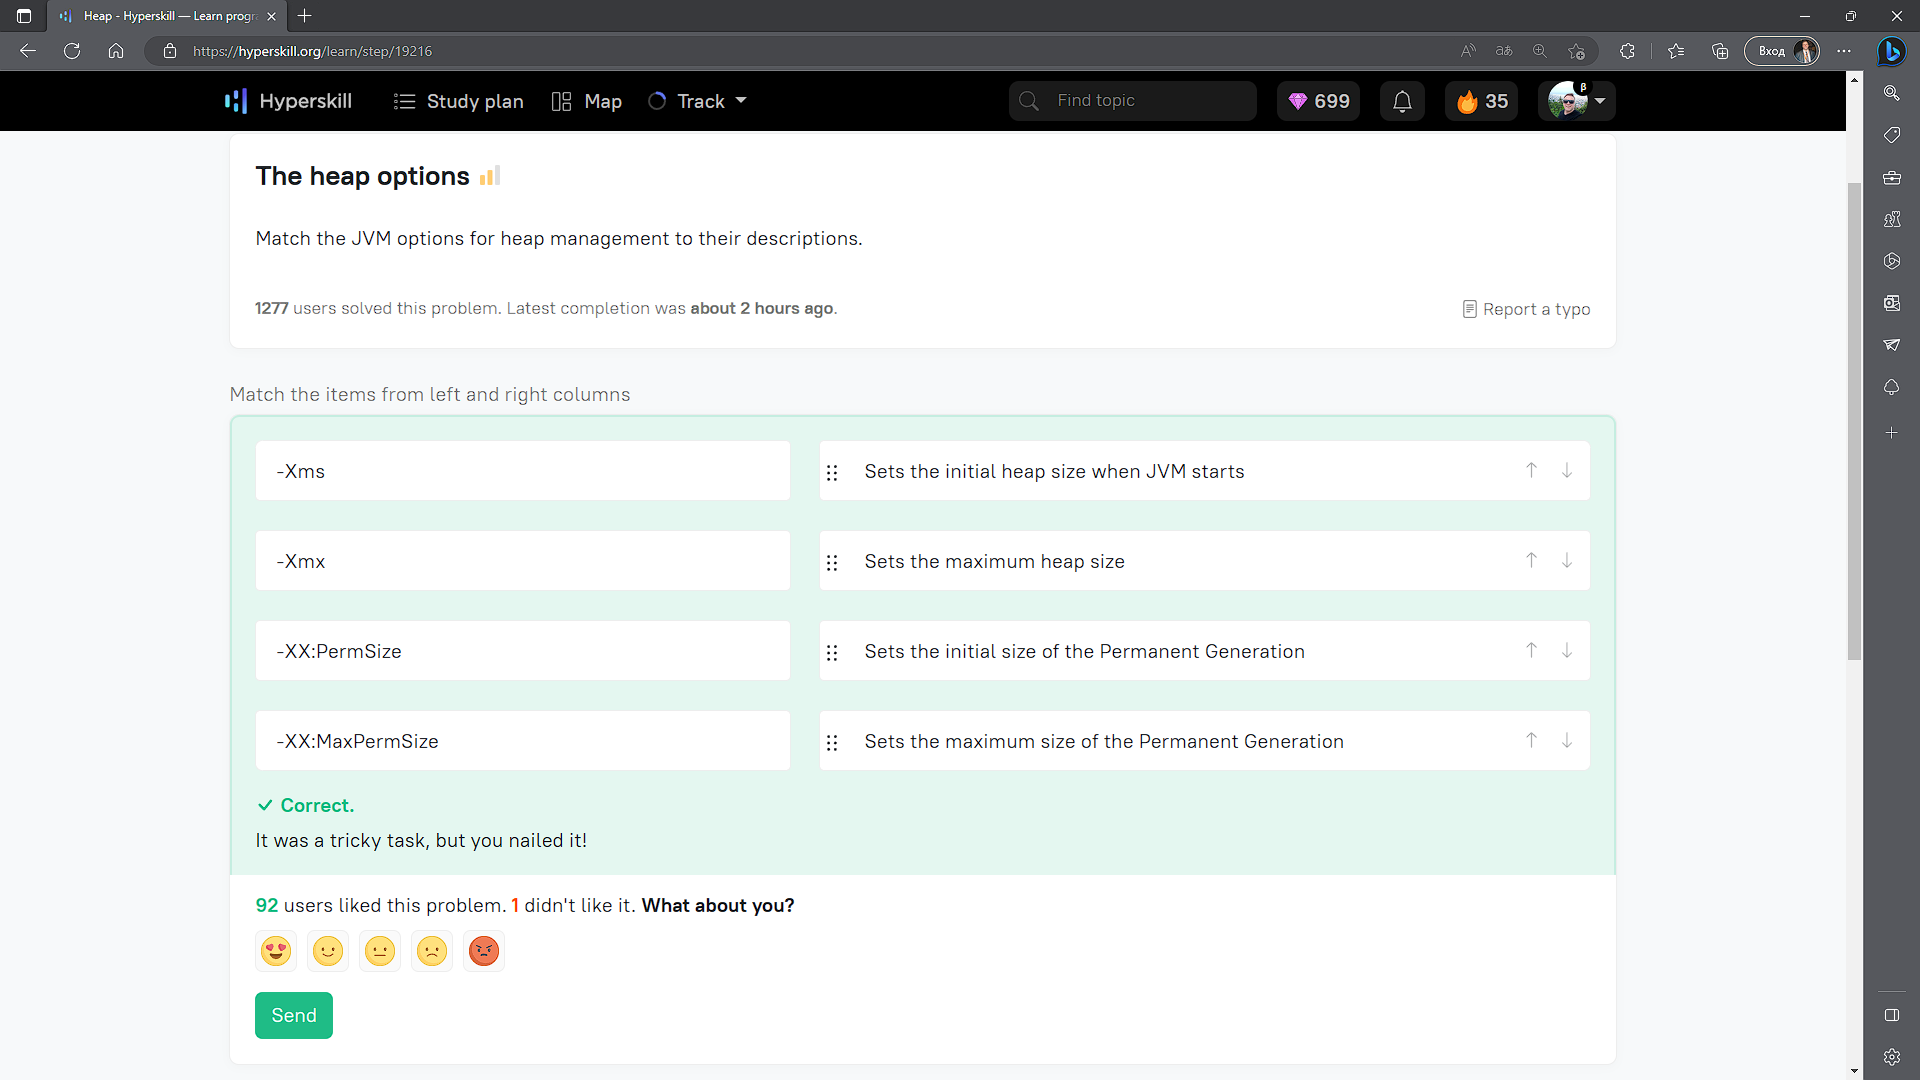 Heap - Hyperskill — Learn progr
https://hyperskill.org/learn/step/19216
Вход
Hyperskill
Study plan
Map
Track
Find topic
699
35
β
The heap options
Match the JVM options for heap management to their descriptions.
1277 users solved this problem. Latest completion was about 2 hours ago.
Report a typo
Match the items from left and right columns
-Xms
Sets the initial heap size when JVM starts
-Xmx
Sets the maximum heap size
-XX:PermSize
Sets the initial size of the Permanent Generation
-XX:MaxPermSize
Sets the maximum size of the Permanent Generation
Correct.
It was a tricky task, but you nailed it!
92 users liked this problem. 1 didn't like it. What about you?
Send